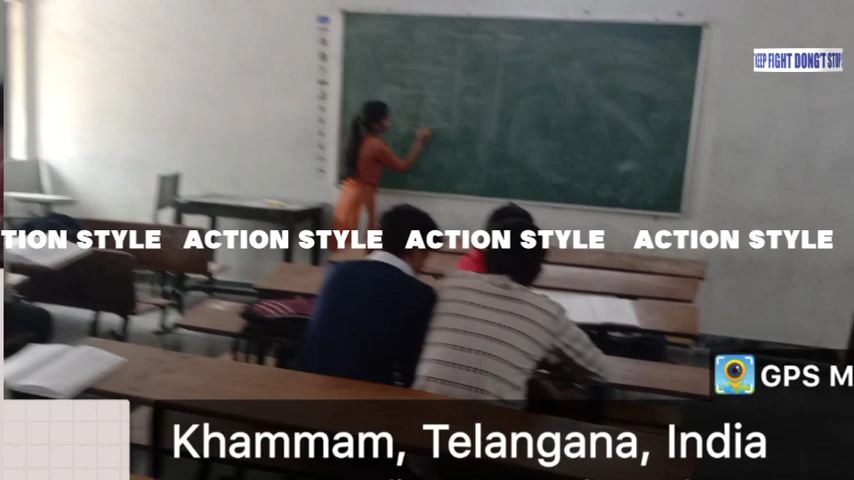 KEEP FIGHT DONG'T STOP
TION STYLE ACTION STYLE ACTION STYLE ACTION STYLE
GPS M
Khammam, Telangana, India